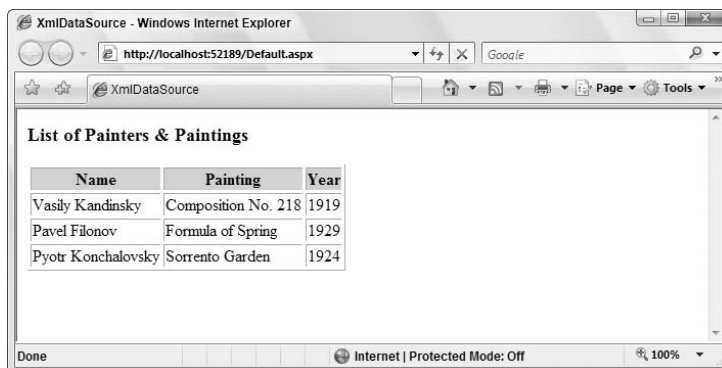 XmlDataSource - Windows Internet Explorer
http://localhost:52189/Default.aspx
Google
XmlDataSource
Page
Tools
List of Painters & Paintings
Name Painting Year
Vasily Kandinsky Composition No. 218 1919
Pavel Filonov Formula of Spring 1929
Pyotr Konchalovsky Sorrento Garden 1924
Done
Internet | Protected Mode: Off
100%